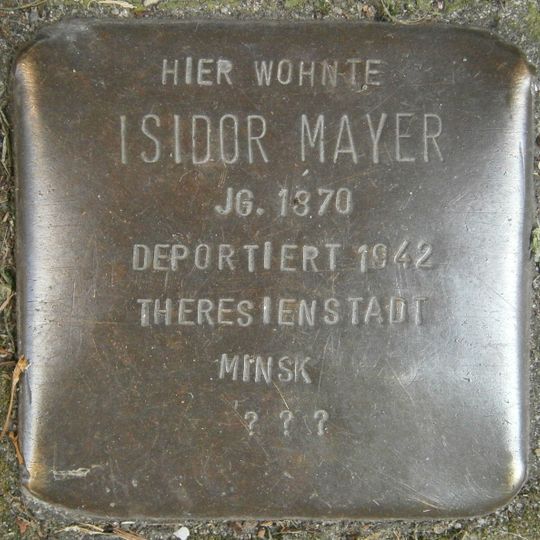 HIER WOHNTE
ISIDOR MAYER
JG. 1870
DEPORTIERT 1942
THERESIENSTADT
MINSK
? ? ?